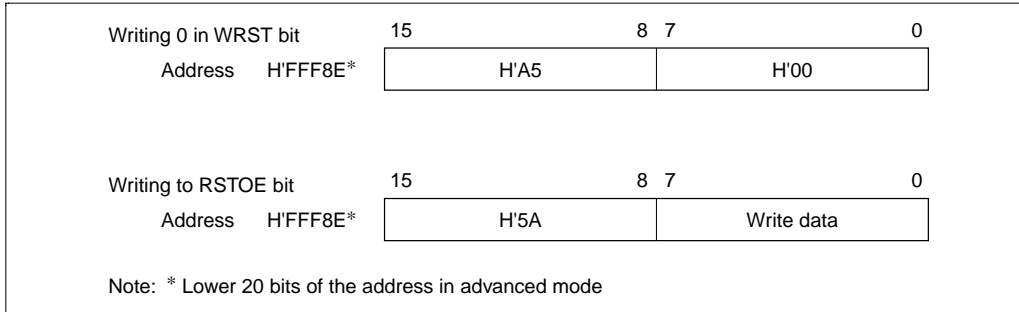 Writing 0 in WRST bit 15 8 7 0
Address H'FFF8E* H'A5 H'00
Writing to RSTOE bit 15 8 7 0
Address H'FFF8E* H'5A Write data
Note: * Lower 20 bits of the address in advanced mode